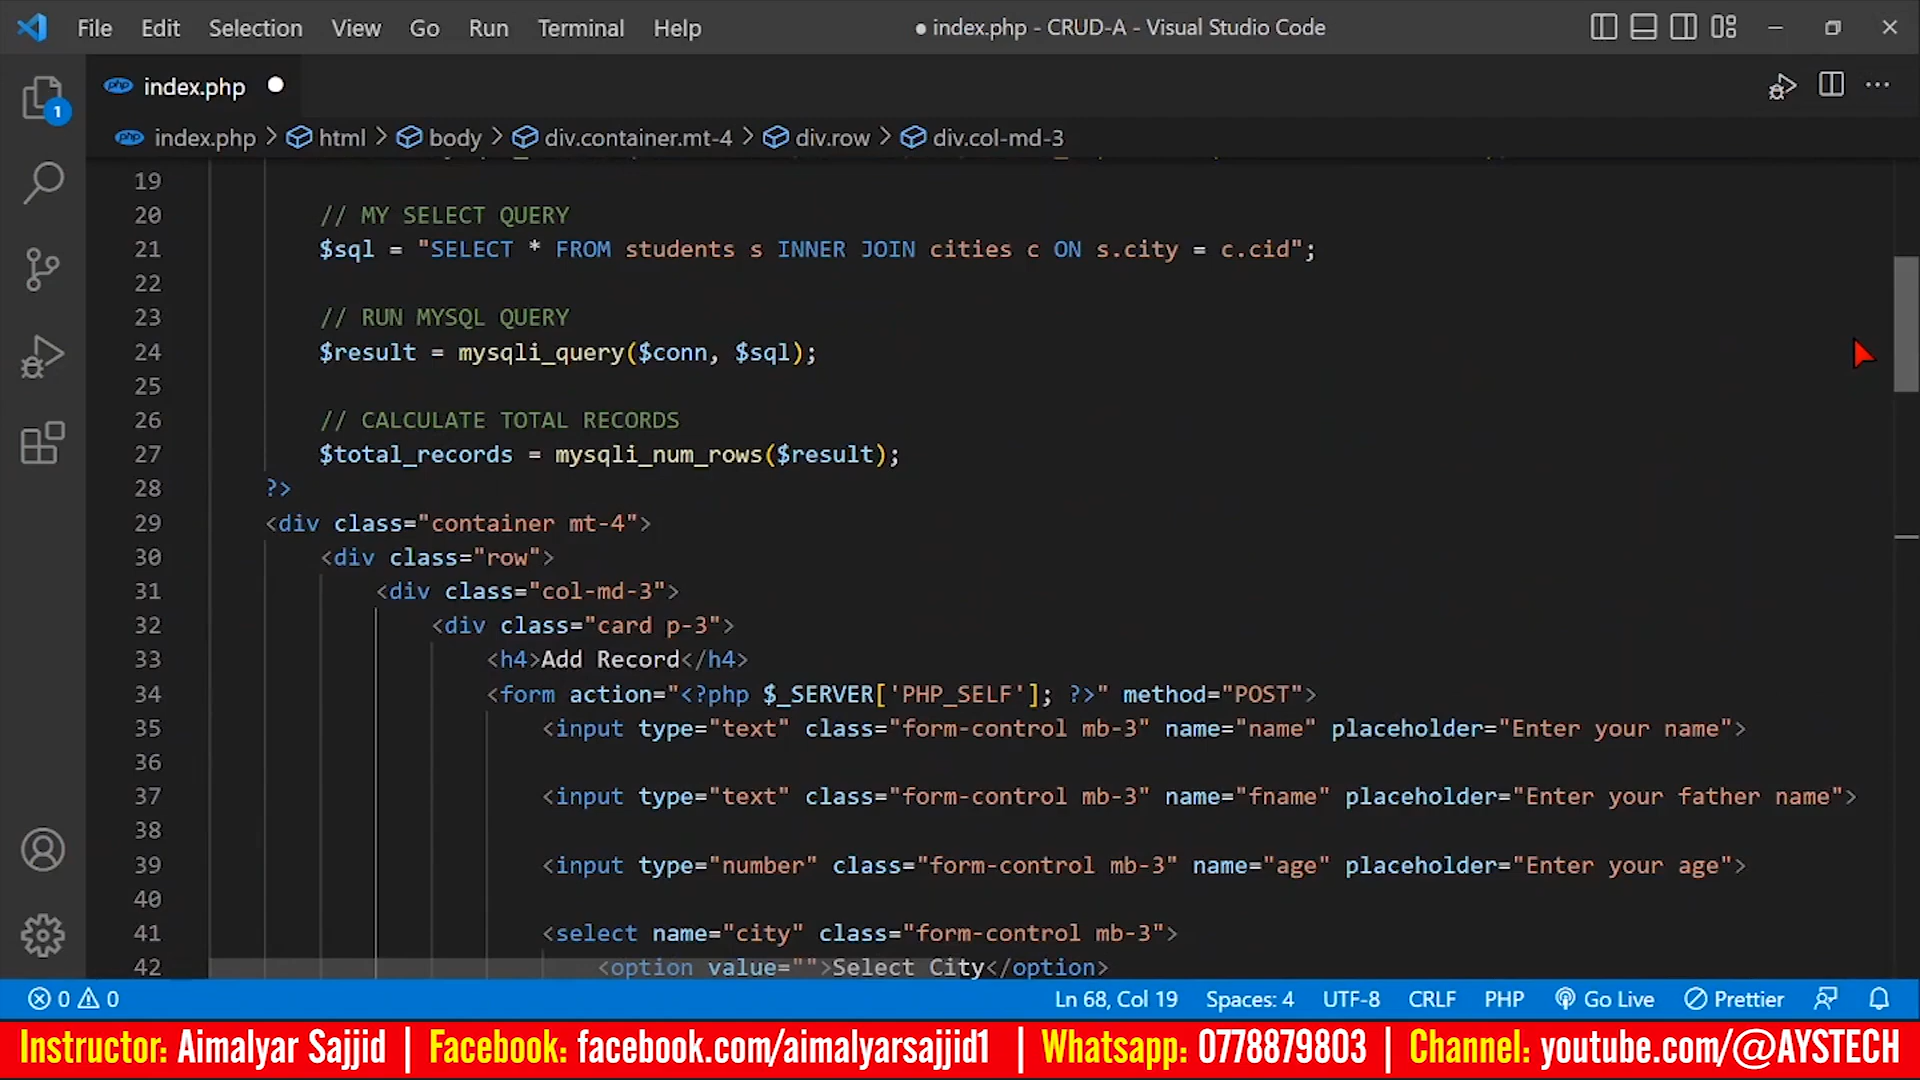 File Edit Selection View Go Run Terminal Help ● index.php - CRUD-A - Visual Studio Code
1
php index.php
php index.php > html > body > div.container.mt-4 > div.row > div.col-md-3
19
20 // MY SELECT QUERY
21 $sql = "SELECT * FROM students s INNER JOIN cities c ON s.city = c.cid";
22
23 // RUN MYSQL QUERY
24 $result = mysqli_query($conn, $sql);
25
26 // CALCULATE TOTAL RECORDS
27 $total_records = mysqli_num_rows($result);
28 ?>
29 <div class="container mt-4">
30 <div class="row">
31 <div class="col-md-3">
32 <div class="card p-3">
33 <h4>Add Record</h4>
34 <form action="<?php $_SERVER['PHP_SELF']; ?>" method="POST">
35 <input type="text" class="form-control mb-3" name="name" placeholder="Enter your name">
36
37 <input type="text" class="form-control mb-3" name="fname" placeholder="Enter your father name">
38
39 <input type="number" class="form-control mb-3" name="age" placeholder="Enter your age">
40
41 <select name="city" class="form-control mb-3">
42 <option value="">Select City</option>
0 0 Ln 68, Col 19 Spaces: 4 UTF-8 CRLF PHP Go Live Prettier
Instructor: Aimalyar Sajjid | Facebook: facebook.com/aimalyarsajjid1 | Whatsapp: 0778879803 | Channel: youtube.com/@AYSTECH